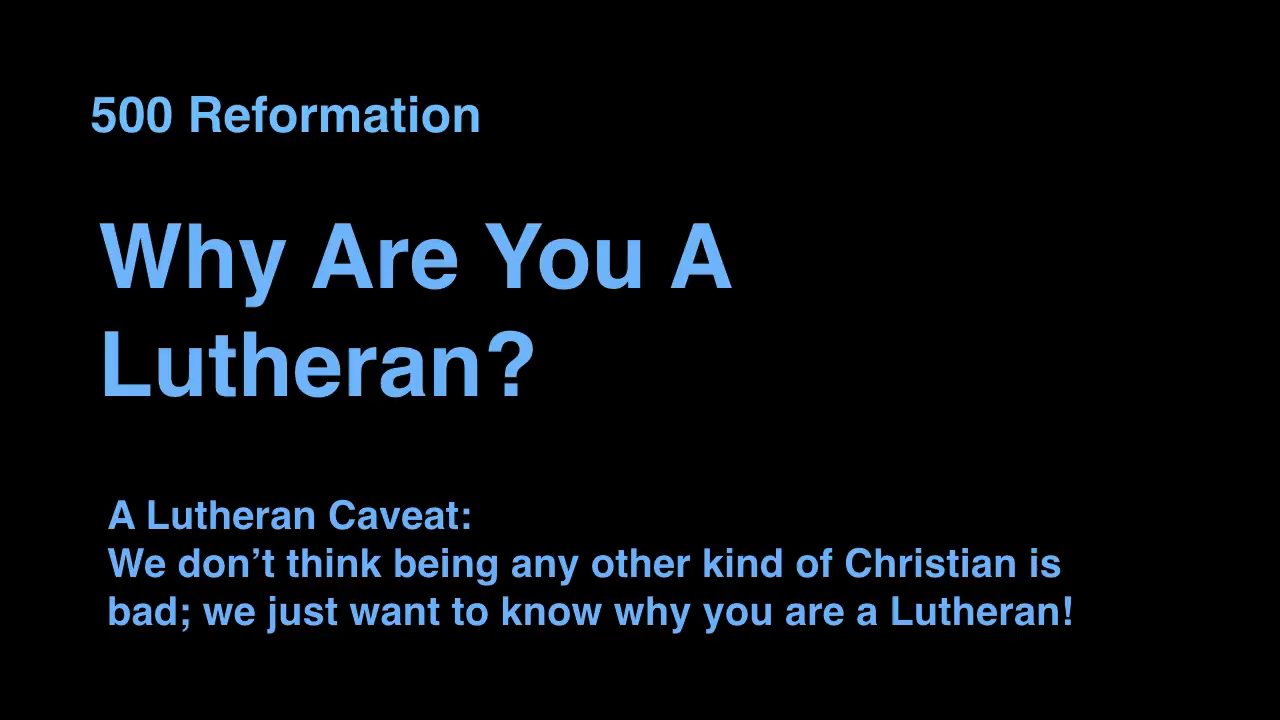 500 Reformation
Why Are You A
Lutheran?
A Lutheran Caveat:
We don’t think being any other kind of Christian is
bad; we just want to know why you are a Lutheran!